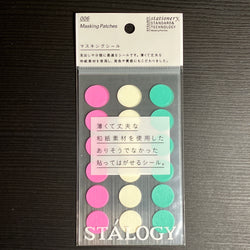 006
Masking Patches
stationery
STANDARD &
TECHNOLOGY
マスキングシール
薄くて丈夫な
和紙素材を使用した
ありそうでなかった
貼ってはがせるシール。
STÁLOGY